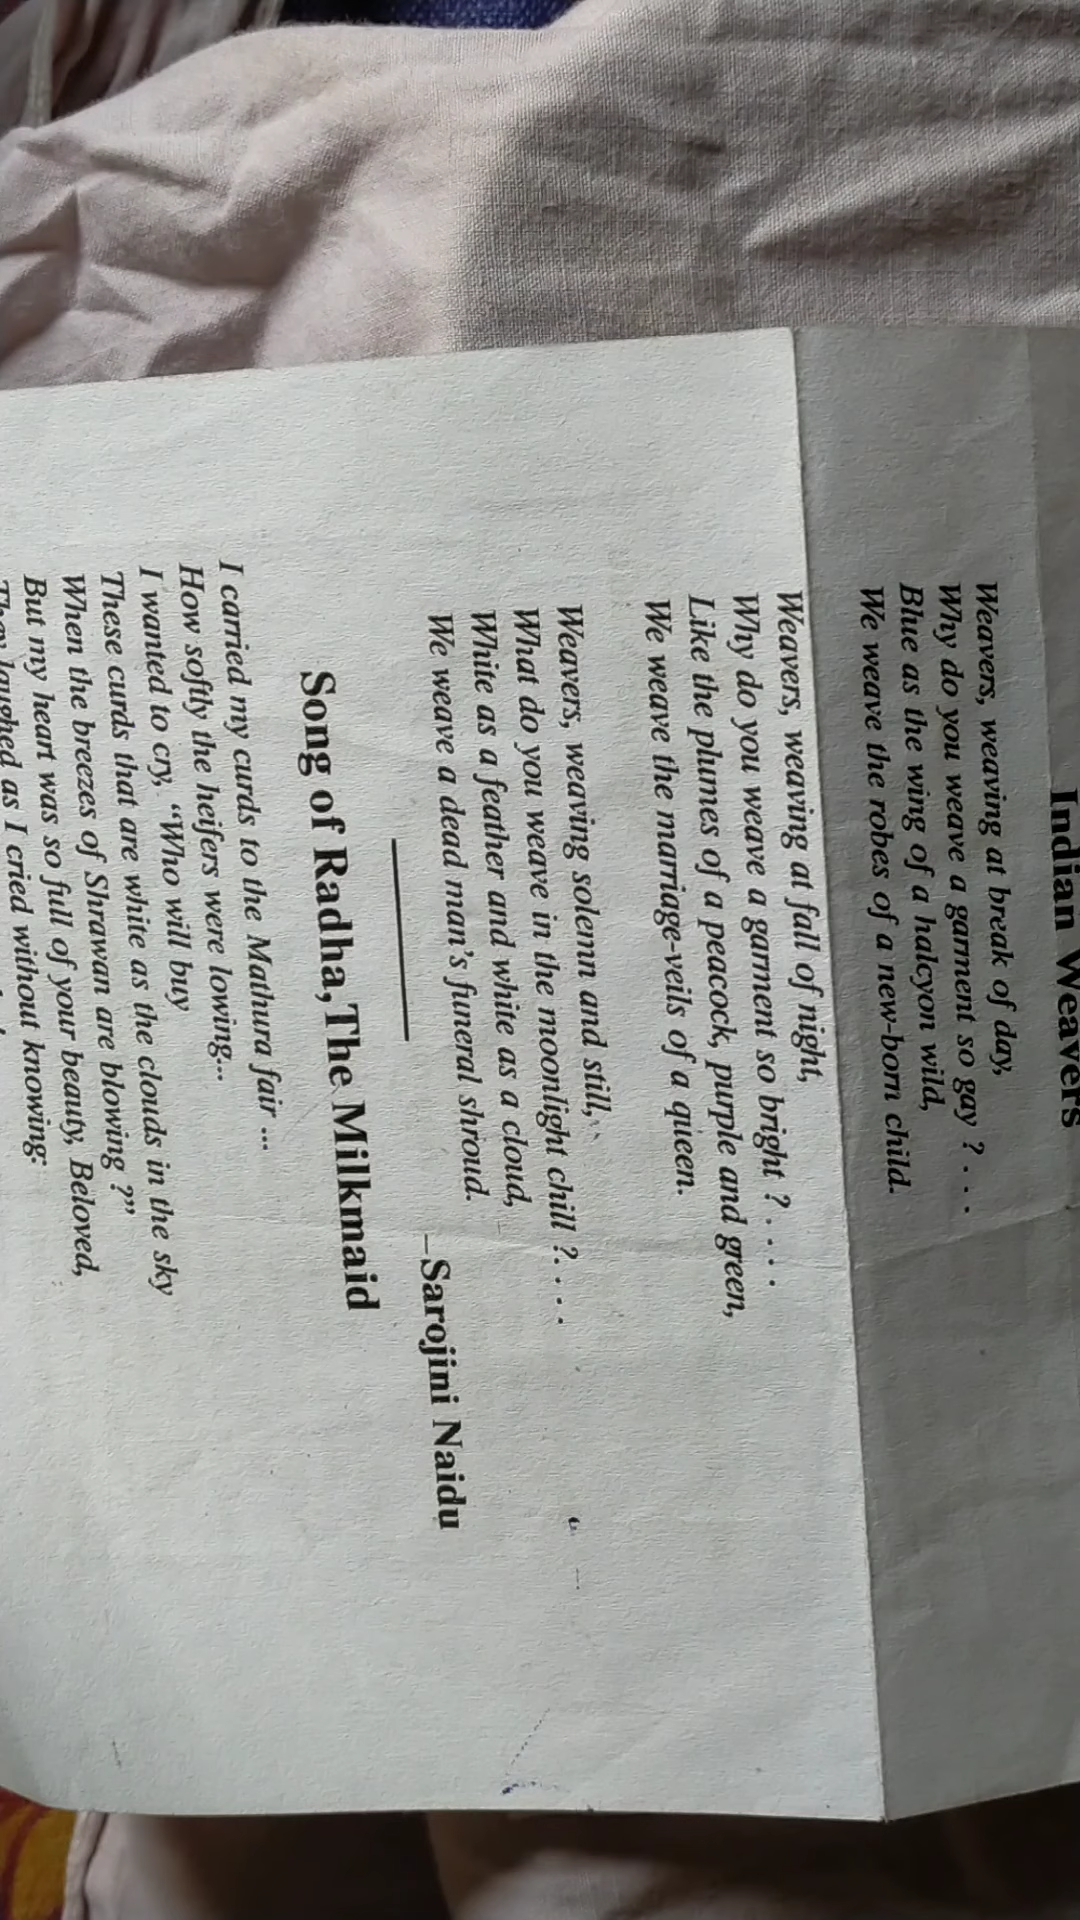 Indian Weavers
Weavers, weaving at break of day,
Why do you weave a garment so gay ? . . .
Blue as the wing of a halcyon wild,
We weave the robes of a new-born child.
Weavers, weaving at fall of night,
Why do you weave a garment so bright ? . . . .
Like the plumes of a peacock, purple and green,
We weave the marriage-veils of a queen.
Weavers, weaving solemn and still,
What do you weave in the moonlight chill ?. . . .
White as a feather and white as a cloud,
We weave a dead man's funeral shroud.
–Sarojini Naidu
Song of Radha,The Milkmaid
I carried my curds to the Mathura fair ...
How softly the heifers were lowing...
I wanted to cry, “Who will buy
These curds that are white as the clouds in the sky
When the breezes of Shrawan are blowing ?”
But my heart was so full of your beauty, Beloved,
They laughed as I cried without knowing: